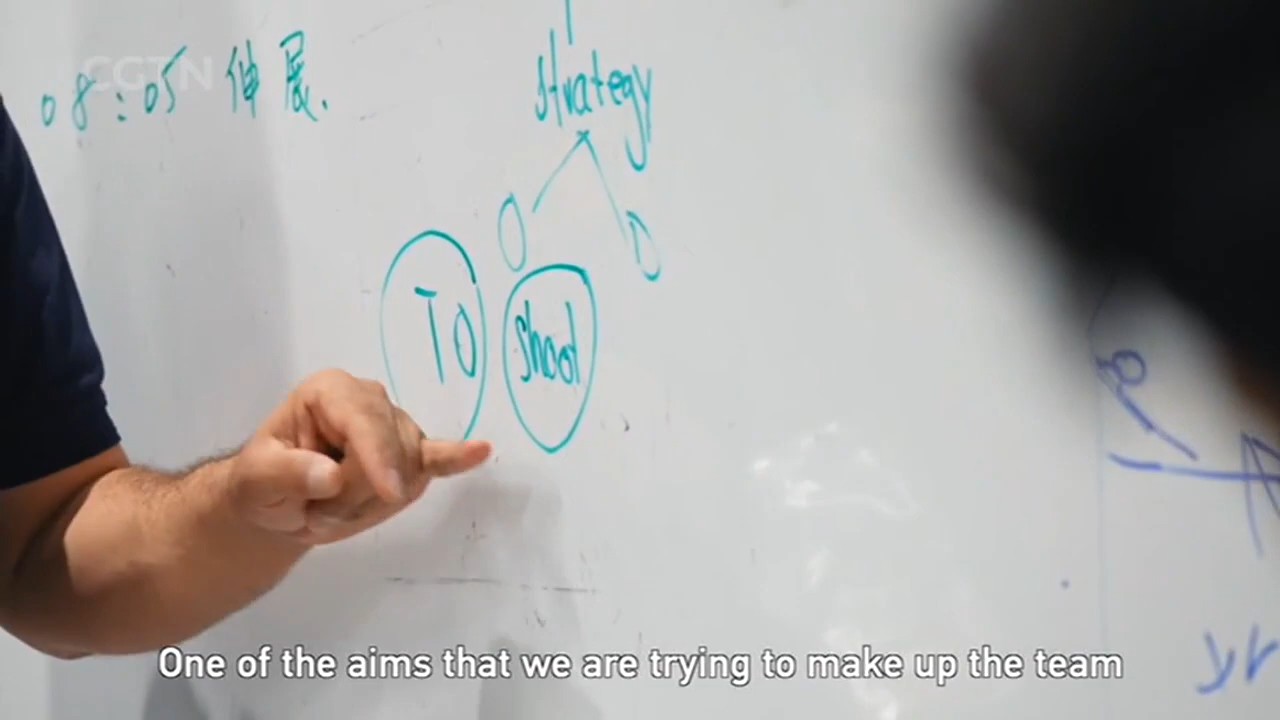 CGTN
08:05 伸展.
Strategy
O D
TO shoot
One of the aims that we are trying to make up the team